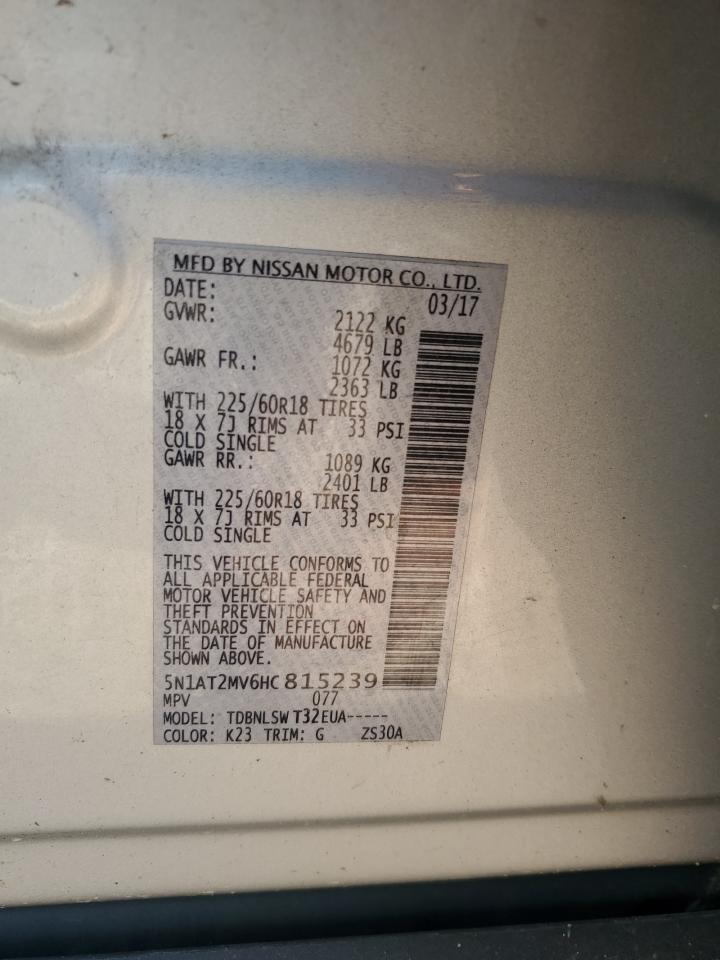 MFD BY NISSAN MOTOR CO., LTD.
DATE: 03/17
GVWR: 2122 KG
4679 LB
GAWR FR.: 1072 KG
2363 LB
WITH 225/60R18 TIRES
18 X 7J RIMS AT 33 PSI
COLD SINGLE
GAWR RR.: 1089 KG
2401 LB
WITH 225/60R18 TIRES
18 X 7J RIMS AT 33 PSI
COLD SINGLE
THIS VEHICLE CONFORMS TO
ALL APPLICABLE FEDERAL
MOTOR VEHICLE SAFETY AND
THEFT PREVENTION
STANDARDS IN EFFECT ON
THE DATE OF MANUFACTURE
SHOWN ABOVE.
5N1AT2MV6HC815239
MPV 077
MODEL: TDBNLSW T32EUA-----
COLOR: K23 TRIM: G ZS30A